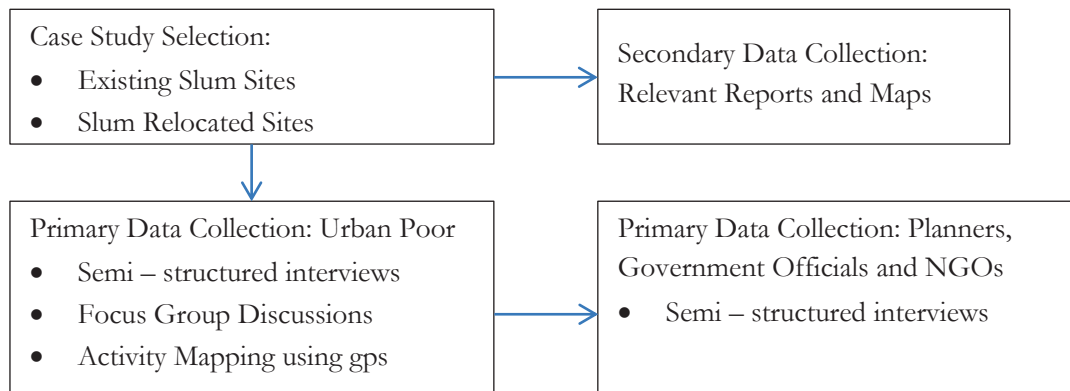 Case Study Selection:
• Existing Slum Sites
• Slum Relocated Sites
Secondary Data Collection:
Relevant Reports and Maps
Primary Data Collection: Urban Poor
• Semi – structured interviews
• Focus Group Discussions
• Activity Mapping using gps
Primary Data Collection: Planners,
Government Officials and NGOs
• Semi – structured interviews